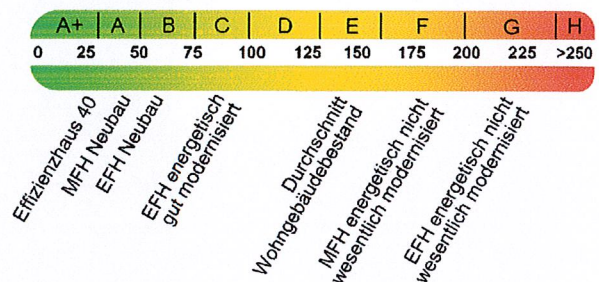 A+ A B C D E F G H
0 25 50 75 100 125 150 175 200 225 >250
Effizienzhaus 40
MFH Neubau
EFH Neubau
EFH energetisch
gut modernisiert
Durchschnitt
Wohngebäudebestand
MFH energetisch nicht
wesentlich modernisiert
EFH energetisch nicht
wesentlich modernisiert